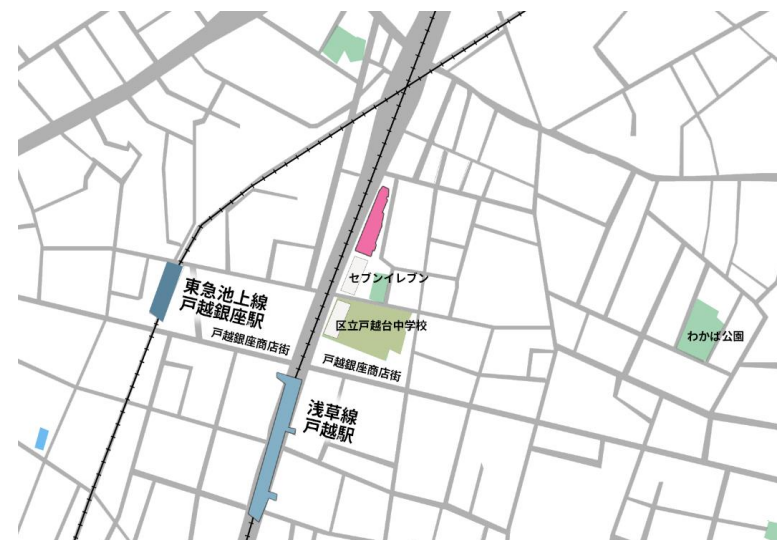 セブンイレブン
東急池上線
戸越銀座駅
区立戸越台中学校
戸越銀座商店街
わかば公園
戸越銀座商店街
浅草線
戸越駅